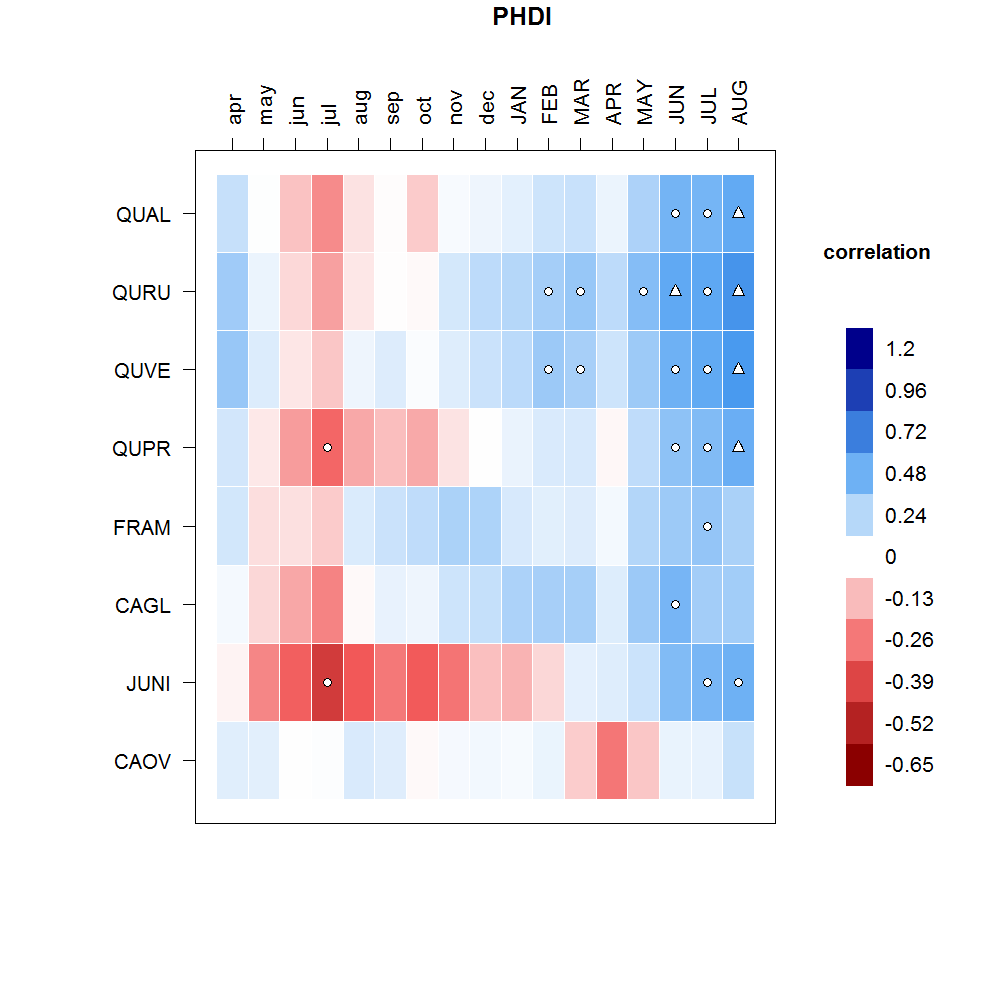 PHDI
apr may jun jul aug sep oct nov dec JAN FEB MAR APR MAY JUN JUL AUG
QUAL
QURU
QUVE
QUPR
FRAM
CAGL
JUNI
CAOV
correlation
1.2
0.96
0.72
0.48
0.24
0
-0.13
-0.26
-0.39
-0.52
-0.65